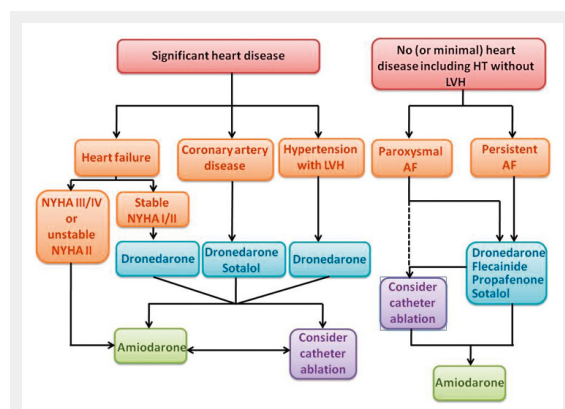 Significant heart disease
No (or minimal) heart
disease including HT without
LVH
Heart failure
Coronary artery
disease
Hypertension
with LVH
Paroxysmal
AF
Persistent
AF
NYHA III/IV
or
unstable
NYHA II
Stable
NYHA I/II
Dronedarone
Dronedarone
Sotalol
Dronedarone
Dronedarone
Flecainide
Propafenone
Sotalol
Consider
catheter
ablation
Amiodarone
Consider
catheter
ablation
Amiodarone